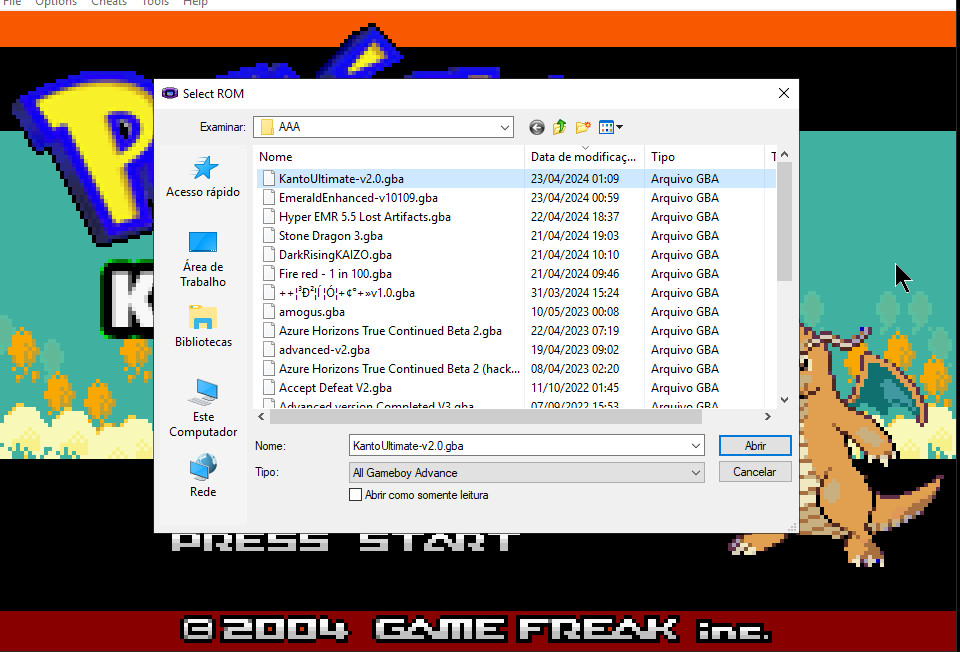 File Options Cheats Tools Help
Select ROM
Examinar: AAA
Acesso rápido
Área de
Trabalho
Bibliotecas
Este
Computador
Rede
Nome Data de modificaç... Tipo T
KantoUltimate-v2.0.gba 23/04/2024 01:09 Arquivo GBA
EmeraldEnhanced-v10109.gba 23/04/2024 00:59 Arquivo GBA
Hyper EMR 5.5 Lost Artifacts.gba 22/04/2024 18:37 Arquivo GBA
Stone Dragon 3.gba 21/04/2024 19:03 Arquivo GBA
DarkRisingKAIZO.gba 21/04/2024 10:10 Arquivo GBA
Fire red - 1 in 100.gba 21/04/2024 09:46 Arquivo GBA
++¦³Ð²¦Í¦Ó¦+¢°+»v1.0.gba 31/03/2024 15:24 Arquivo GBA
amogus.gba 10/05/2023 00:08 Arquivo GBA
Azure Horizons True Continued Beta 2.gba 22/04/2023 07:19 Arquivo GBA
advanced-v2.gba 19/04/2023 09:02 Arquivo GBA
Azure Horizons True Continued Beta 2 (hack... 08/04/2023 02:20 Arquivo GBA
Accept Defeat V2.gba 11/10/2022 01:45 Arquivo GBA
Advanced version Completed V3.gba 07/09/2022 15:53 Arquivo GBA
Nome: KantoUltimate-v2.0.gba Abrir
Tipo: All Gameboy Advance Cancelar
Abrir como somente leitura
PRESS START
©2004 GAME FREAK inc.